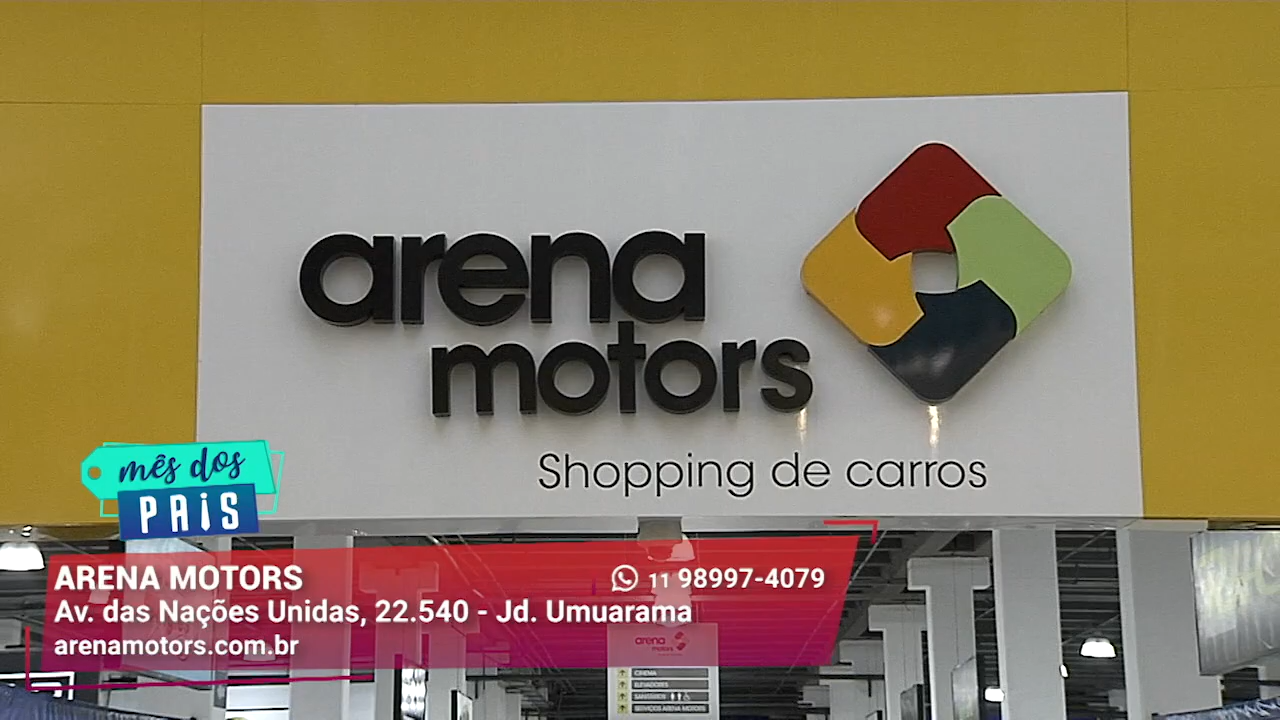 arena
motors
Shopping de carros
mês dos
PAIS
ARENA MOTORS
11 98997-4079
Av. das Nações Unidas, 22.540 - Jd. Umuarama
arenamotors.com.br
arena
motors
CINEMA
ELEVADORES
SANITÁRIOS
SERVIÇOS ARENA MOTORS